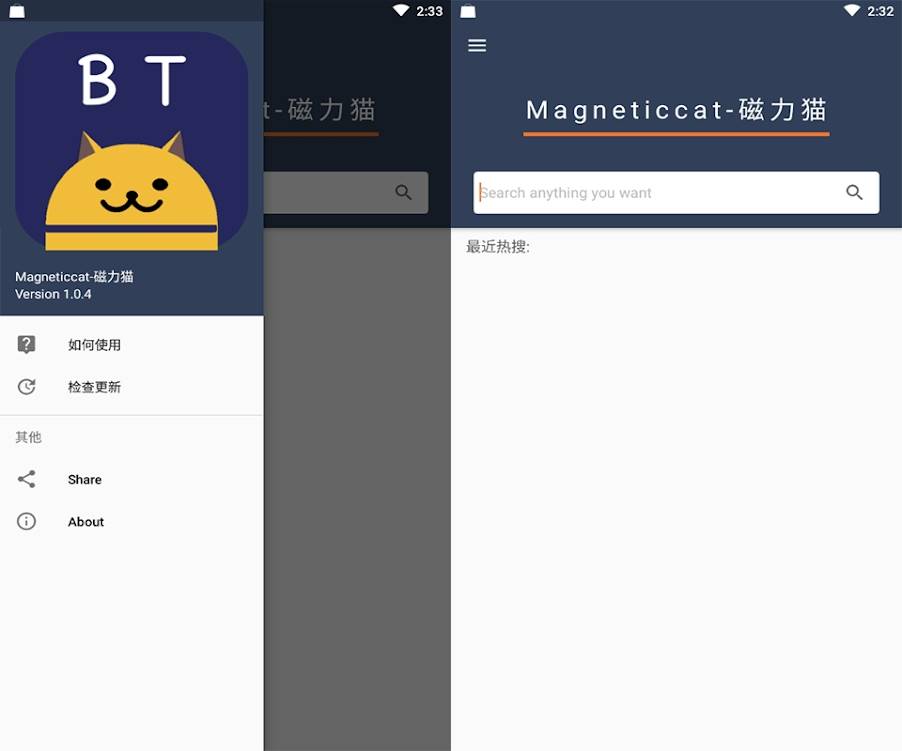 2:33
B T
t-磁力猫
Magneticcat-磁力猫
Version 1.0.4
如何使用
检查更新
其他
Share
About
2:32
Magneticcat-磁力猫
Search anything you want
最近热搜: